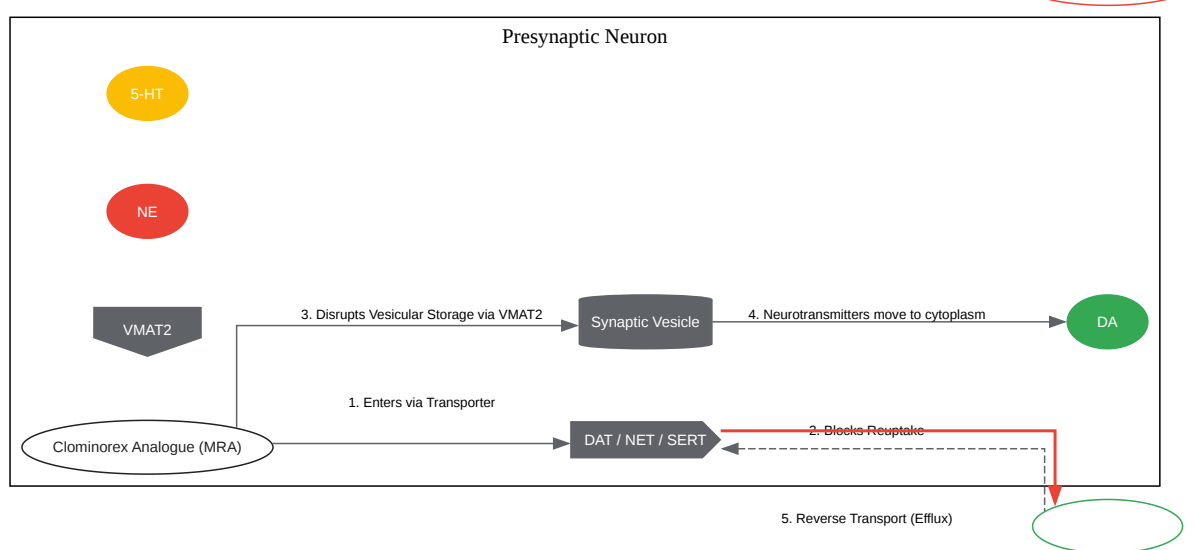 Presynaptic Neuron
5-HT
NE
VMAT2
3. Disrupts Vesicular Storage via VMAT2
Synaptic Vesicle
4. Neurotransmitters move to cytoplasm
DA
1. Enters via Transporter
Clominorex Analogue (MRA)
DAT / NET / SERT
2. Blocks Reuptake
5. Reverse Transport (Efflux)